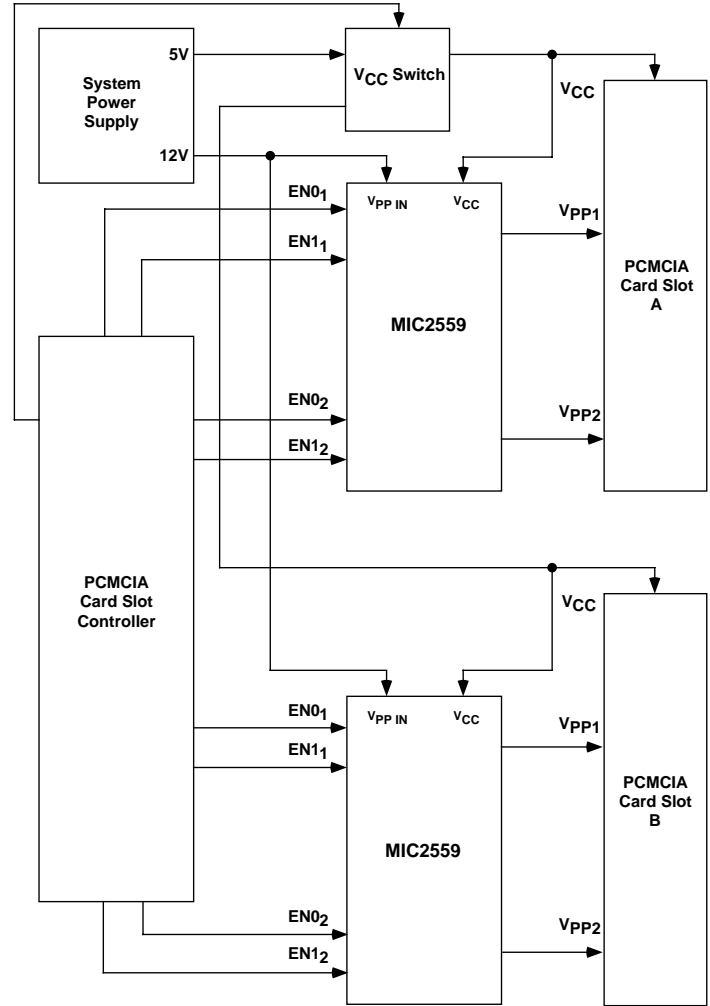 System
Power
Supply
5V
12V
VCC Switch
VCC
EN01
EN11
VPP IN
VCC
VPP1
MIC2559
PCMCIA
Card Slot
A
EN02
EN12
VPP2
PCMCIA
Card Slot
Controller
VCC
EN01
EN11
VPP IN
VCC
VPP1
MIC2559
PCMCIA
Card Slot
B
EN02
EN12
VPP2